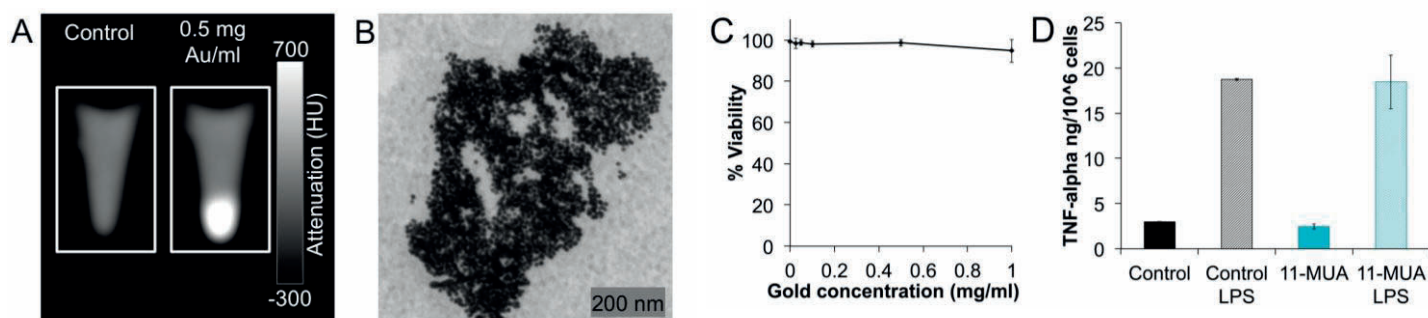 A
Control
0.5 mg
Au/ml
700
Attenuation (HU)
-300
B
200 nm
C
% Viability
100
80
60
40
20
0
0
0.2
0.4
0.6
0.8
1
Gold concentration (mg/ml)
D
TNF-alpha ng/10^6 cells
25
20
15
10
5
0
Control
Control
LPS
11-MUA
11-MUA
LPS